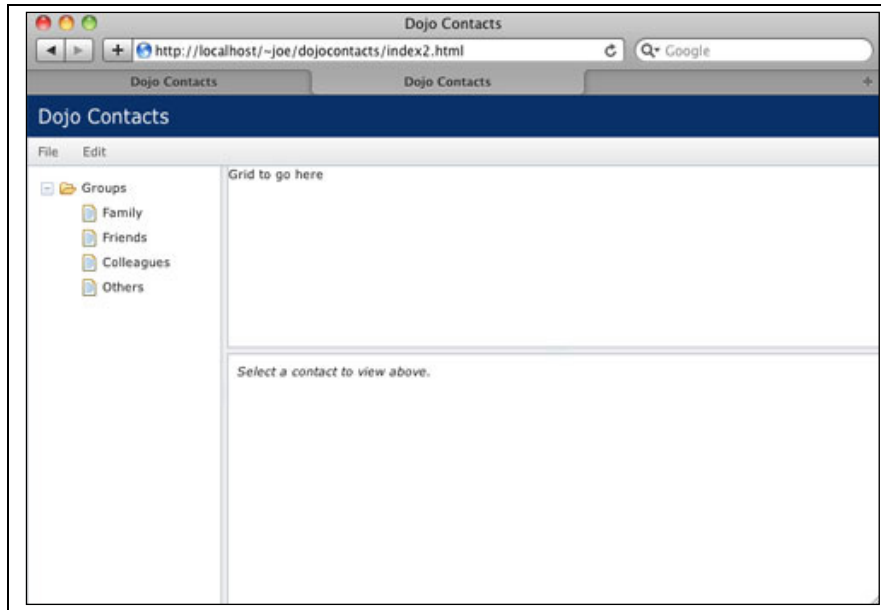 Dojo Contacts
http://localhost/~joe/dojocontacts/index2.html
Google
Dojo Contacts
Dojo Contacts
Dojo Contacts
File Edit
Groups
Family
Friends
Colleagues
Others
Grid to go here
Select a contact to view above.